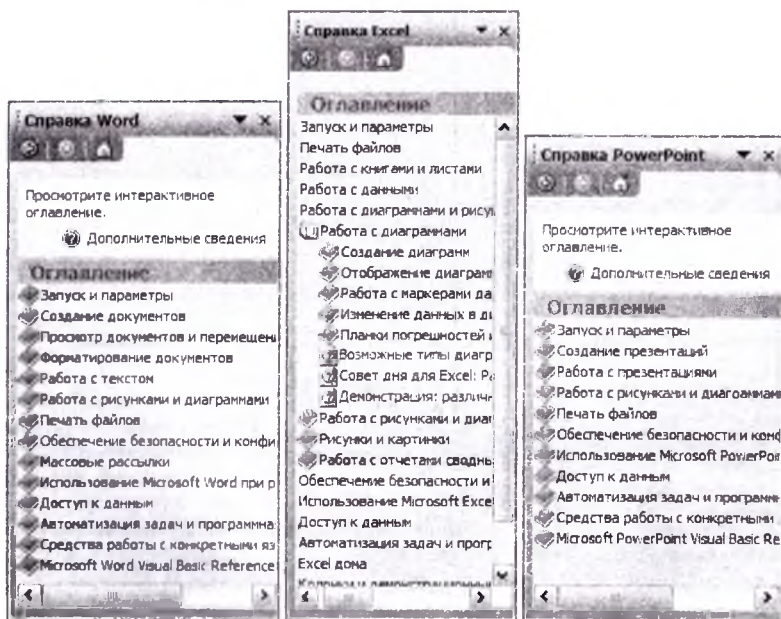 Справка Word
Просмотрите интерактивное
оглавление.
Дополнительные сведения
Оглавление
Запуск и параметры
Создание документов
Просмотр документов и перемещени
Форматирование документов
Работа с текстом
Работа с рисунками и диаграммами
Печать файлов
Обеспечение безопасности и конфи
Массовые рассылки
Использование Microsoft Word при р
Доступ к данным
Автоматизация задач и программа
Средства работы с конкретными яз
Microsoft Word Visual Basic Reference
Справка Excel
Оглавление
Запуск и параметры
Печать файлов
Работа с книгами и листами
Работа с данными
Работа с диаграммами и рису
Работа с диаграммами
Создание диаграмм
Отображение диаграмм
Работа с маркерами да
Изменение данных в ди
Планки погрешностей и
Возможные типы диагр
Совет дня для Excel: Ра
Демонстрация: различн
Работа с рисунками и диаг
Рисунки и картинки
Работа с отчетами сводны
Обеспечение безопасности и
Использование Microsoft Exce
Доступ к данным
Автоматизация задач и прогр
Excel дома
Справка PowerPoint
Просмотрите интерактивное
оглавление.
Дополнительные сведения
Оглавление
Запуск и параметры
Создание презентаций
Работа с презентациями
Работа с рисунками и диаграммами
Печать файлов
Обеспечение безопасности и конф
Использование Microsoft PowerPoin
Доступ к данным
Автоматизация задач и программ
Средства работы с конкретными
Microsoft PowerPoint Visual Basic Re